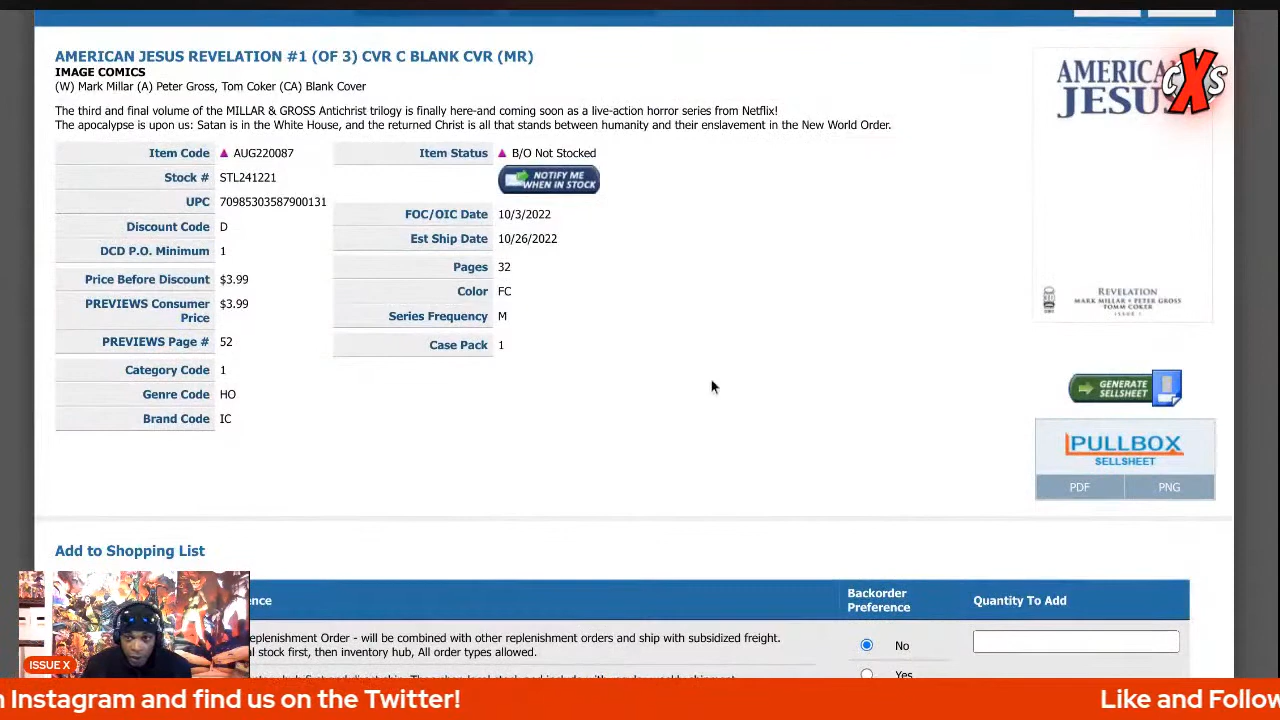 AMERICAN JESUS REVELATION #1 (OF 3) CVR C BLANK CVR (MR)
IMAGE COMICS
(W) Mark Millar (A) Peter Gross, Tom Coker (CA) Blank Cover
The third and final volume of the MILLAR & GROSS Antichrist trilogy is finally here-and coming soon as a live-action horror series from Netflix!
The apocalypse is upon us: Satan is in the White House, and the returned Christ is all that stands between humanity and their enslavement in the New World Order.
Item Code AUG220087
Stock # STL241221
UPC 70985303587900131
Discount Code D
DCD P.O. Minimum 1
Price Before Discount $3.99
PREVIEWS Consumer Price $3.99
PREVIEWS Page # 52
Category Code 1
Genre Code HO
Brand Code IC
Item Status B/O Not Stocked
NOTIFY ME
WHEN IN STOCK
FOC/OIC Date 10/3/2022
Est Ship Date 10/26/2022
Pages 32
Color FC
Series Frequency M
Case Pack 1
AMERICA
JESUS
CXS
REVELATION
MARK MILLAR • PETER GROSS
TOMM COKER
ISSUE 1
GENERATE
SELLSHEET
PULLBOX
SELLSHEET
PDF PNG
Add to Shopping List
ence
Backorder
Preference
Quantity To Add
eplenishment Order - will be combined with other replenishment orders and ship with subsidized freight.
l stock first, then inventory hub, All order types allowed.
No
Yes
ISSUE X
n Instagram and find us on the Twitter!
Like and Follow